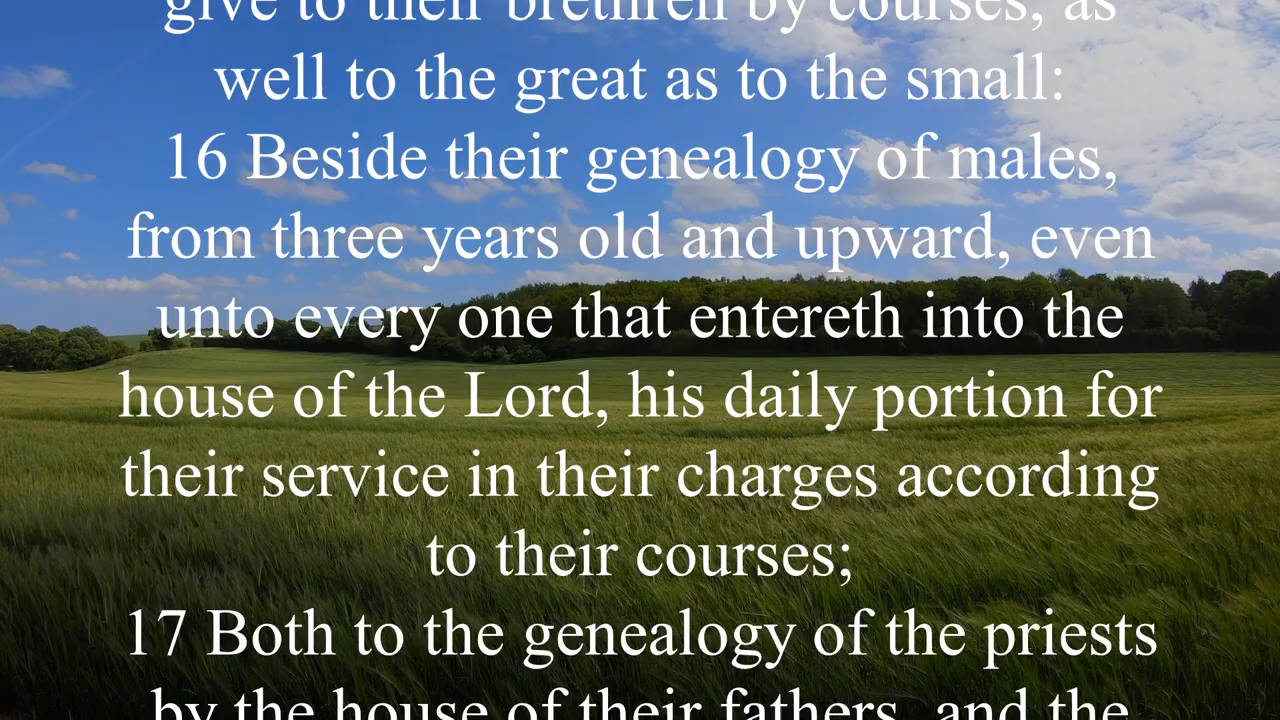 give to their brethren by courses, as
well to the great as to the small:
16 Beside their genealogy of males,
from three years old and upward, even
unto every one that entereth into the
house of the Lord, his daily portion for
their service in their charges according
to their courses;
17 Both to the genealogy of the priests
by the house of their fathers, and the